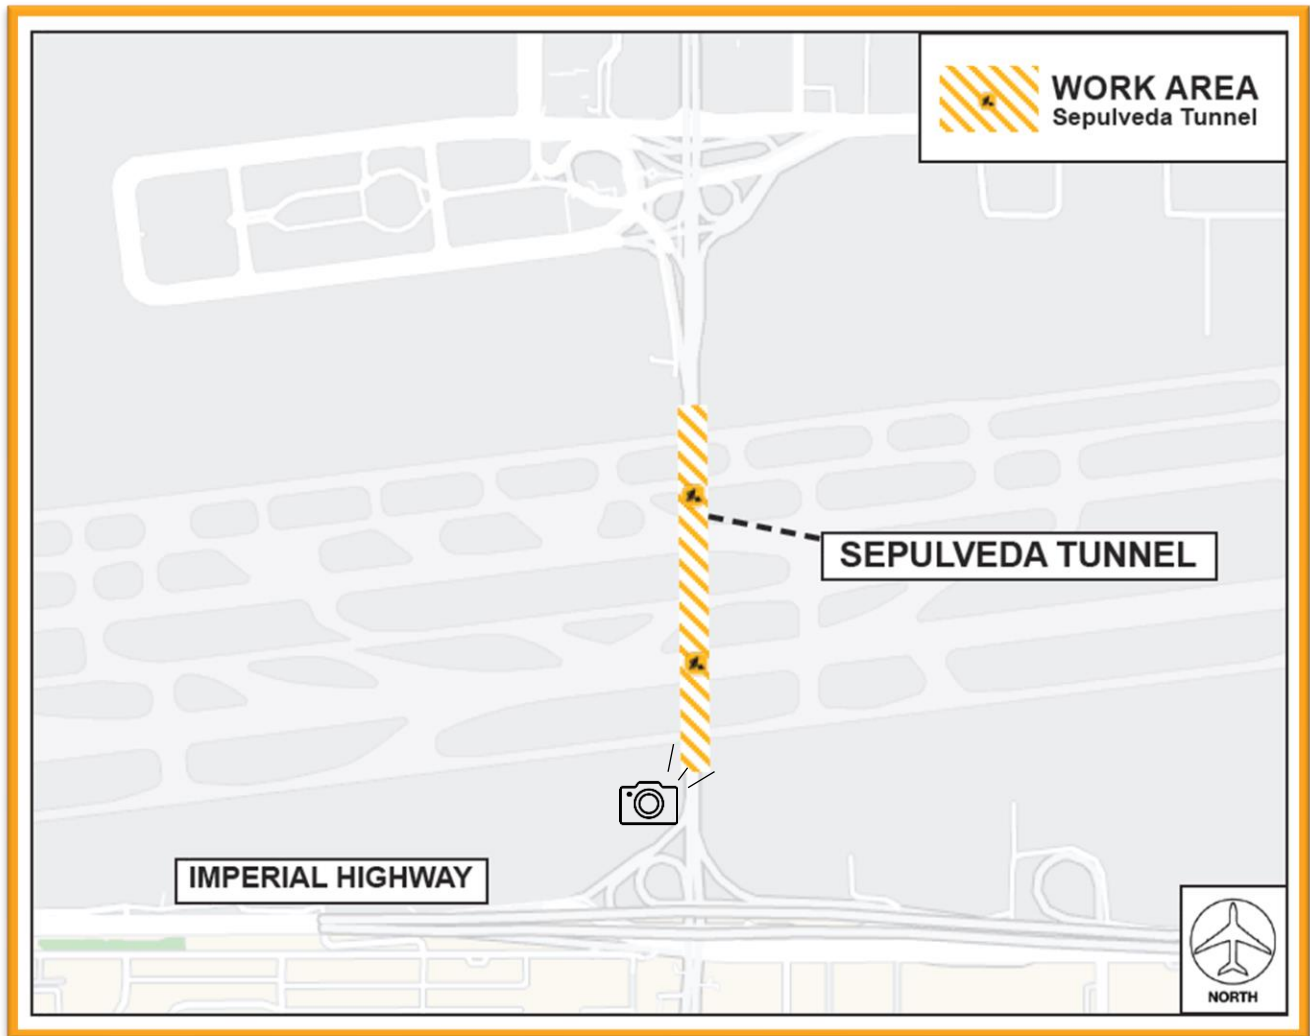 WORK AREA
Sepulveda Tunnel
SEPULVEDA TUNNEL
IMPERIAL HIGHWAY
NORTH